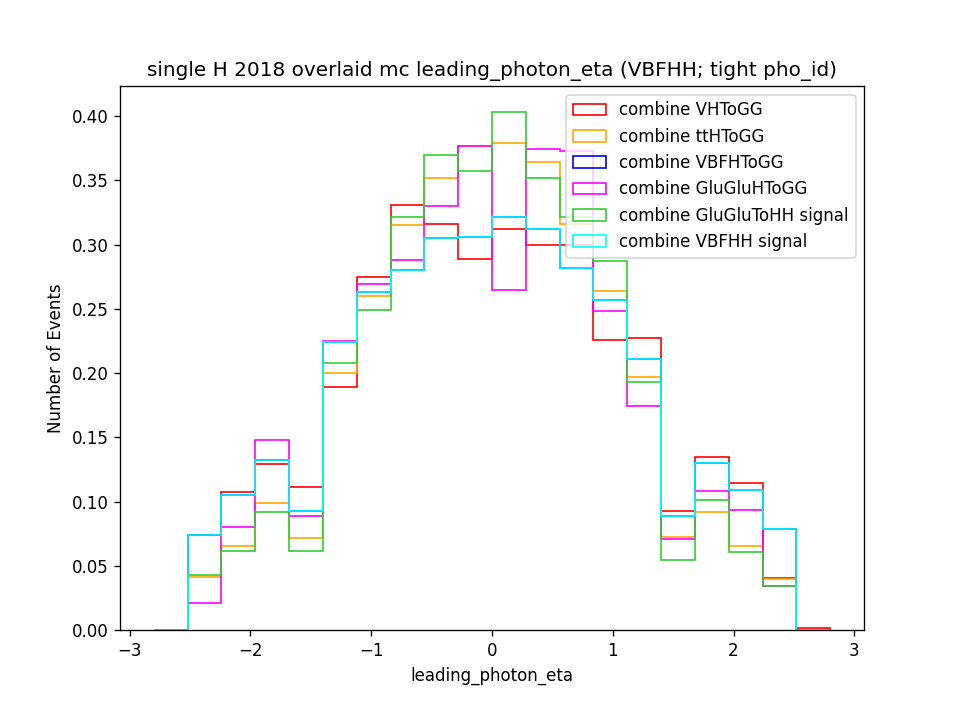 single H 2018 overlaid mc leading_photon_eta (VBFHH; tight pho_id)
combine VHToGG
combine ttHToGG
combine VBFHToGG
combine GluGluHToGG
combine GluGluToHH signal
combine VBFHH signal
Number of Events
0.40
0.35
0.30
0.25
0.20
0.15
0.10
0.05
0.00
−3
−2
−1
0
1
2
3
leading_photon_eta